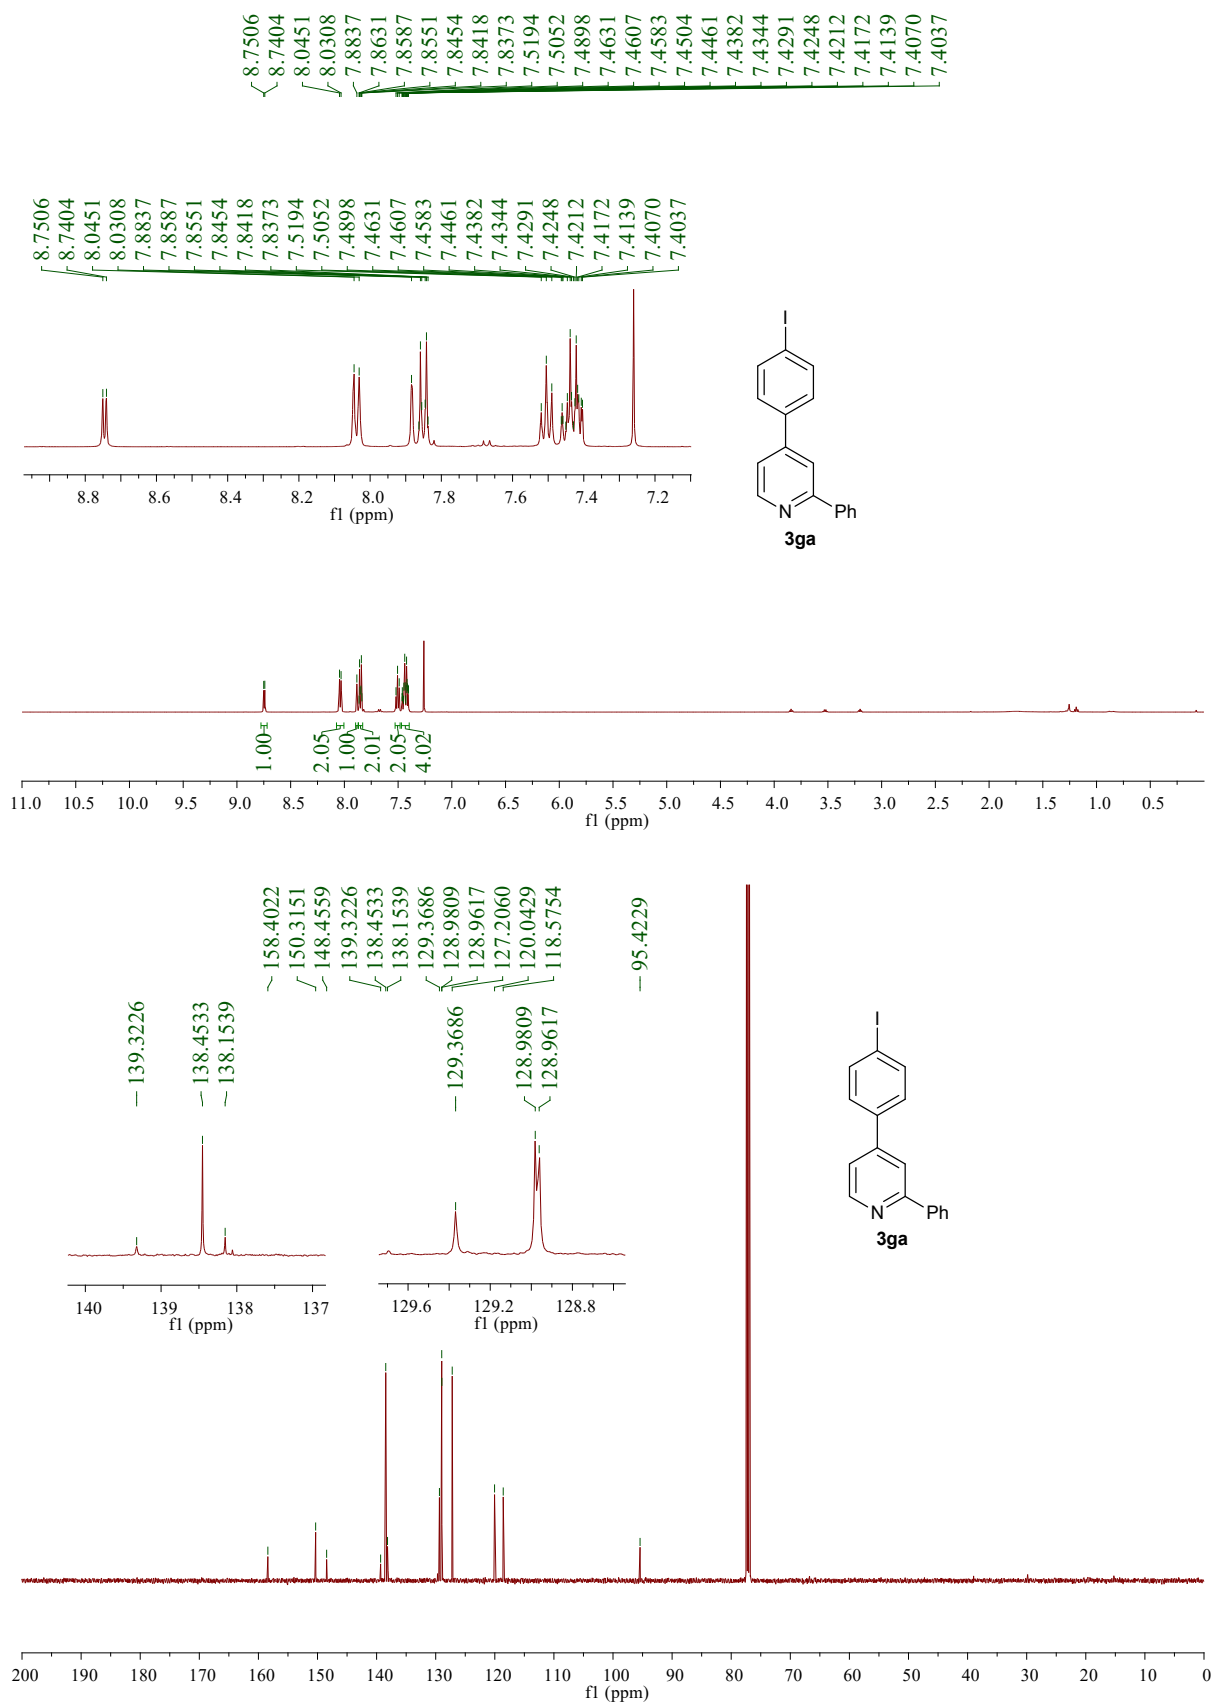 8.7506 8.7404 8.0451 8.0308 7.8837 7.8631 7.8587 7.8551 7.8454 7.8418 7.8373 7.5194 7.5052 7.4898 7.4631 7.4607 7.4583 7.4504 7.4461 7.4382 7.4344 7.4291 7.4248 7.4212 7.4172 7.4139 7.4070 7.4037
8.7506 8.7404 8.0451 8.0308 7.8837 7.8587 7.8551 7.8454 7.8418 7.8373 7.5194 7.5052 7.4898 7.4631 7.4607 7.4583 7.4461 7.4382 7.4344 7.4291 7.4248 7.4212 7.4172 7.4139 7.4070 7.4037
8.8 8.6 8.4 8.2 8.0 7.8 7.6 7.4 7.2
f1 (ppm)
I
N
Ph
3ga
1.00 2.05 1.00 2.01 2.05 4.02
11.0 10.5 10.0 9.5 9.0 8.5 8.0 7.5 7.0 6.5 6.0 5.5 5.0 4.5 4.0 3.5 3.0 2.5 2.0 1.5 1.0 0.5
f1 (ppm)
158.4022 150.3151 148.4559 139.3226 138.4533 138.1539 129.3686 128.9809 128.9617 127.2060 120.0429 118.5754 95.4229
139.3226 138.4533 138.1539
129.3686 128.9809 128.9617
140 139 138 137
f1 (ppm)
129.6 129.2 128.8
f1 (ppm)
I
N
Ph
3ga
200 190 180 170 160 150 140 130 120 110 100 90 80 70 60 50 40 30 20 10 0
f1 (ppm)